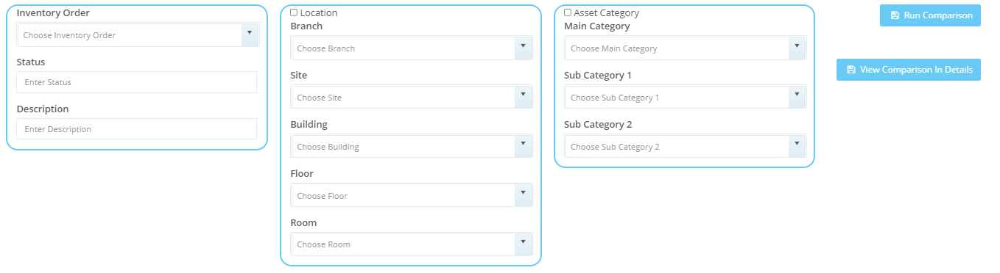 Inventory Order
Choose Inventory Order
Status
Enter Status
Description
Enter Description
Location
Branch
Choose Branch
Site
Choose Site
Building
Choose Building
Floor
Choose Floor
Room
Choose Room
Asset Category
Main Category
Choose Main Category
Sub Category 1
Choose Sub Category 1
Sub Category 2
Choose Sub Category 2
Run Comparison
View Comparison In Details